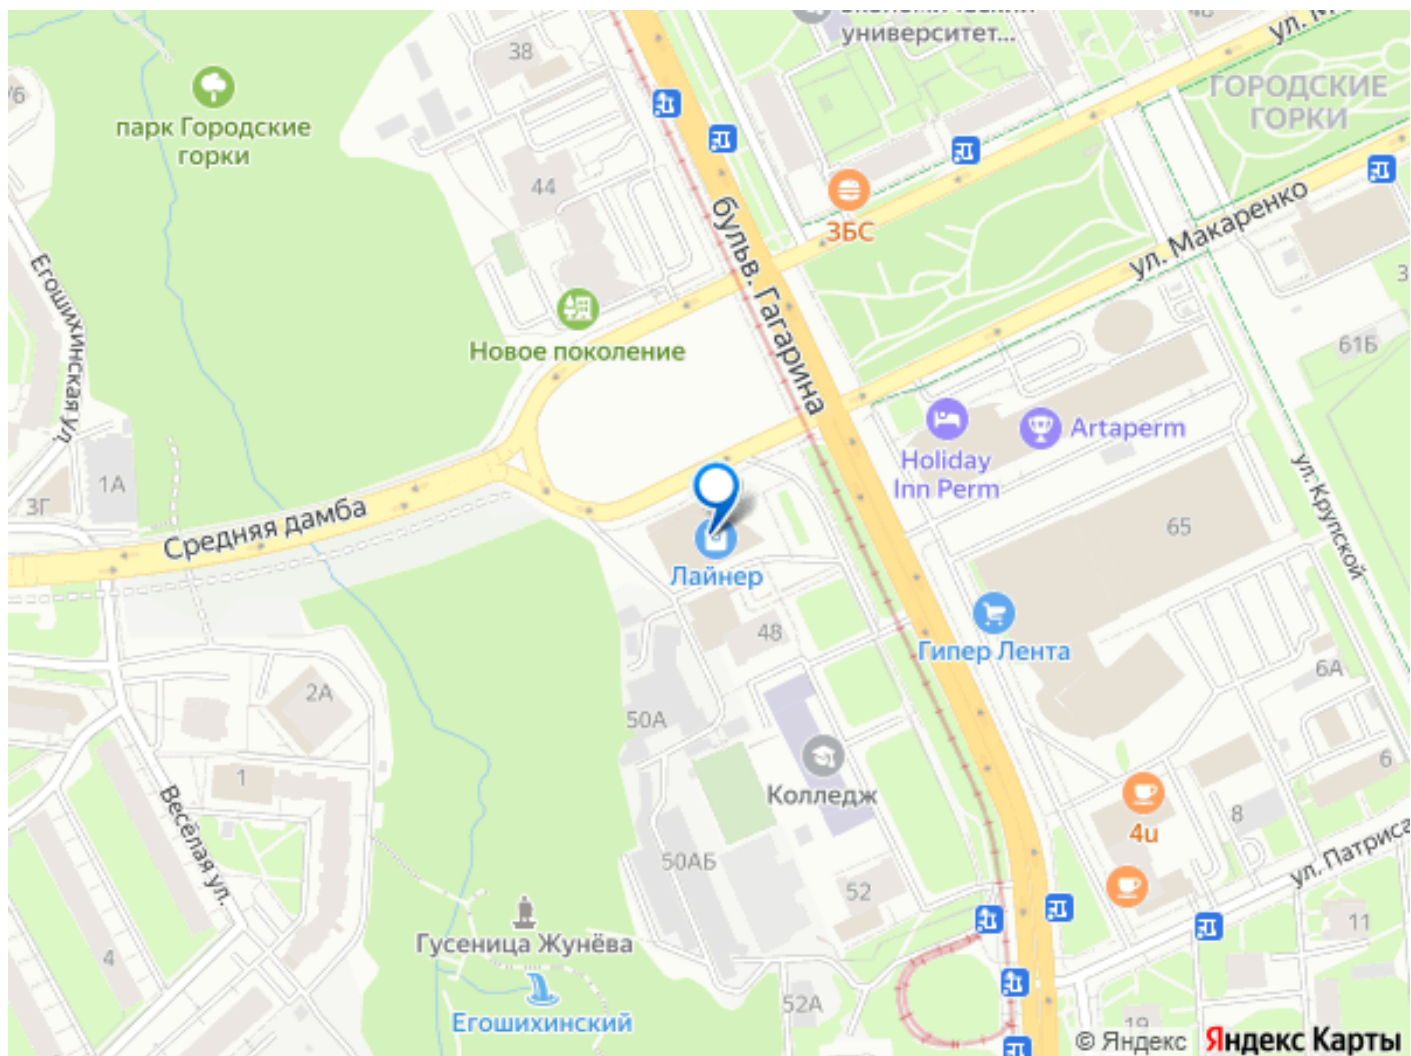 экономический
университет...
38
ул. М
/6
парк Городские
горки
ГОРОДСКИЕ
ГОРКИ
44
бульв. Гагарина
ЗБС
ул. Макаренко
3
Егошихинская ул.
Новое поколение
61Б
Holiday
Inn Perm
Artaperm
1А
3Г
Средняя дамба
65
ул. Крупской
Лайнер
48
Гипер Лента
6А
2А
50А
1
Колледж
6
Весёлая ул.
4u
8
50АБ
ул. Патриса
52
11
Гусеница Жунёва
4
Егошихинский
52А
19
© Яндекс Яндекс Карты